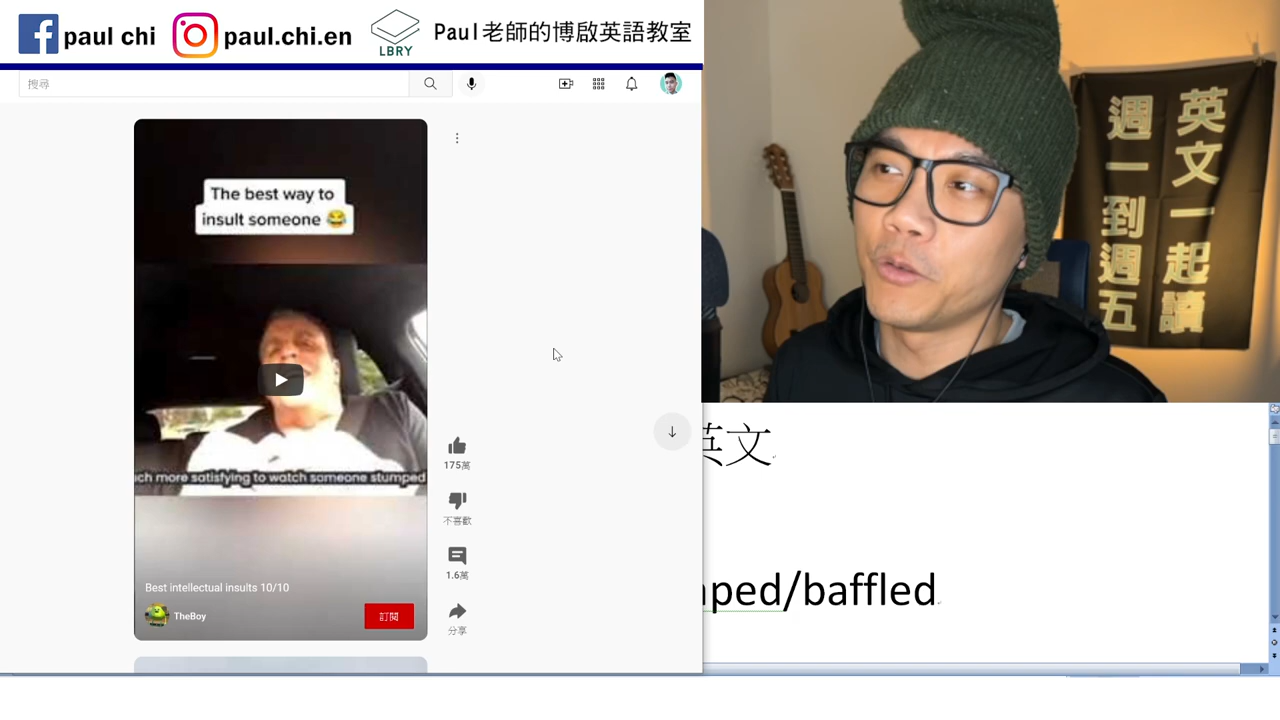 paul chi
paul.chi.en
LBRY
Paul老師的博啟英語教室
搜尋
The best way to
insult someone 😂
ch more satisfying to watch someone stumped
175萬
不喜歡
1.6萬
分享
Best intellectual insults 10/10
TheBoy
訂閱
英文一起讀
週一到週五
英文
ped/baffled